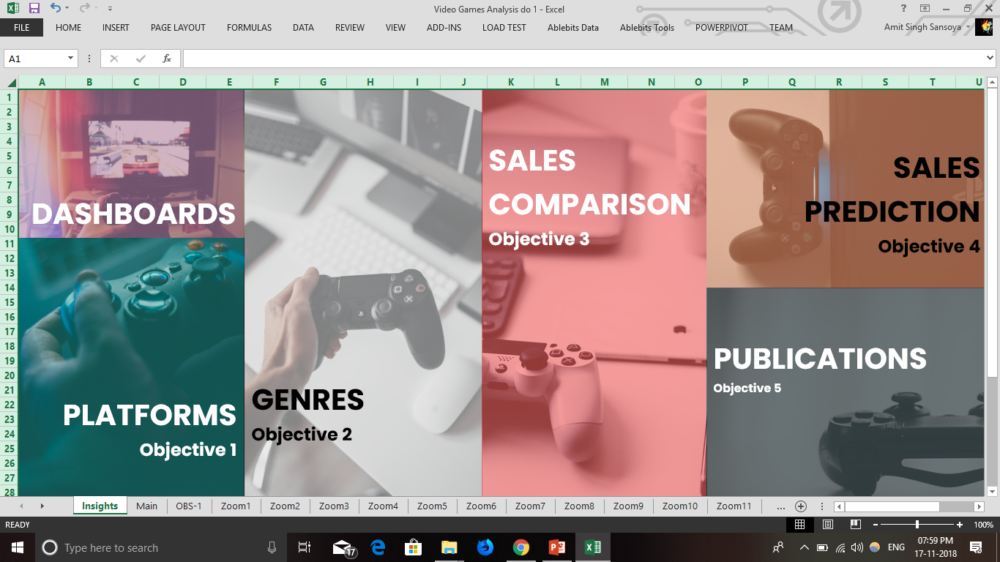 Video Games Analysis do 1 - Excel
FILE HOME INSERT PAGE LAYOUT FORMULAS DATA REVIEW VIEW ADD-INS LOAD TEST Ablebits Data Ablebits Tools POWERPIVOT TEAM Amit Singh Sansoya
A1 fx
A B C D E F G H I J K L M N O P Q R S T U
1
2
3
4
5
6
7
8
9
10
11
12
13
14
15
16
17
18
19
20
21
22
23
24
25
26
27
28
DASHBOARDS
PLATFORMS
Objective 1
GENRES
Objective 2
SALES
COMPARISON
Objective 3
SALES
PREDICTION
Objective 4
PUBLICATIONS
Objective 5
Insights Main OBS-1 Zoom1 Zoom2 Zoom3 Zoom4 Zoom5 Zoom6 Zoom7 Zoom8 Zoom9 Zoom10 Zoom11 ...
READY 100%
Type here to search 17 ENG 07:59 PM
17-11-2018